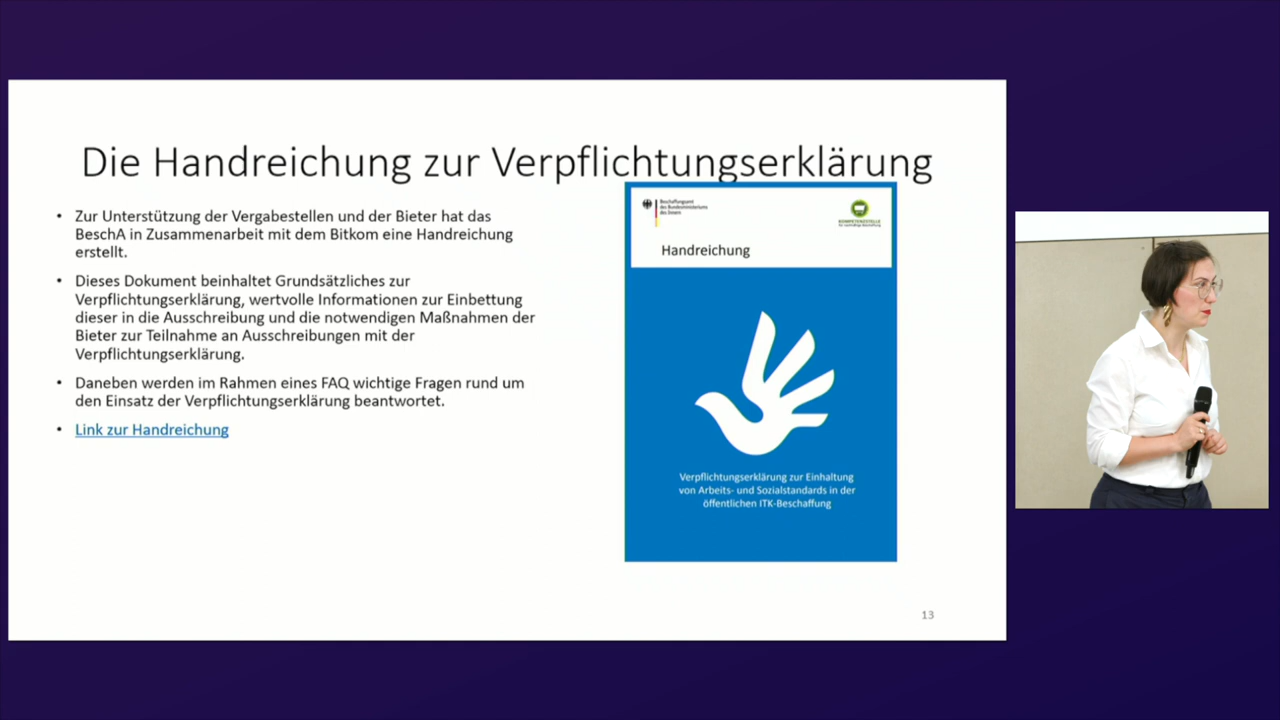 Die Handreichung zur Verpflichtungserklärung
• Zur Unterstützung der Vergabestellen und der Bieter hat das
BeschA in Zusammenarbeit mit dem Bitkom eine Handreichung
erstellt.
• Dieses Dokument beinhaltet Grundsätzliches zur
Verpflichtungserklärung, wertvolle Informationen zur Einbettung
dieser in die Ausschreibung und die notwendigen Maßnahmen der
Bieter zur Teilnahme an Ausschreibungen mit der
Verpflichtungserklärung.
• Daneben werden im Rahmen eines FAQ wichtige Fragen rund um
den Einsatz der Verpflichtungserklärung beantwortet.
• Link zur Handreichung
Beschaffungsamt
des Bundesministeriums
des Innern
KOMPETENZSTELLE
für nachhaltige Beschaffung
Handreichung
Verpflichtungserklärung zur Einhaltung
von Arbeits- und Sozialstandards in der
öffentlichen ITK-Beschaffung
13